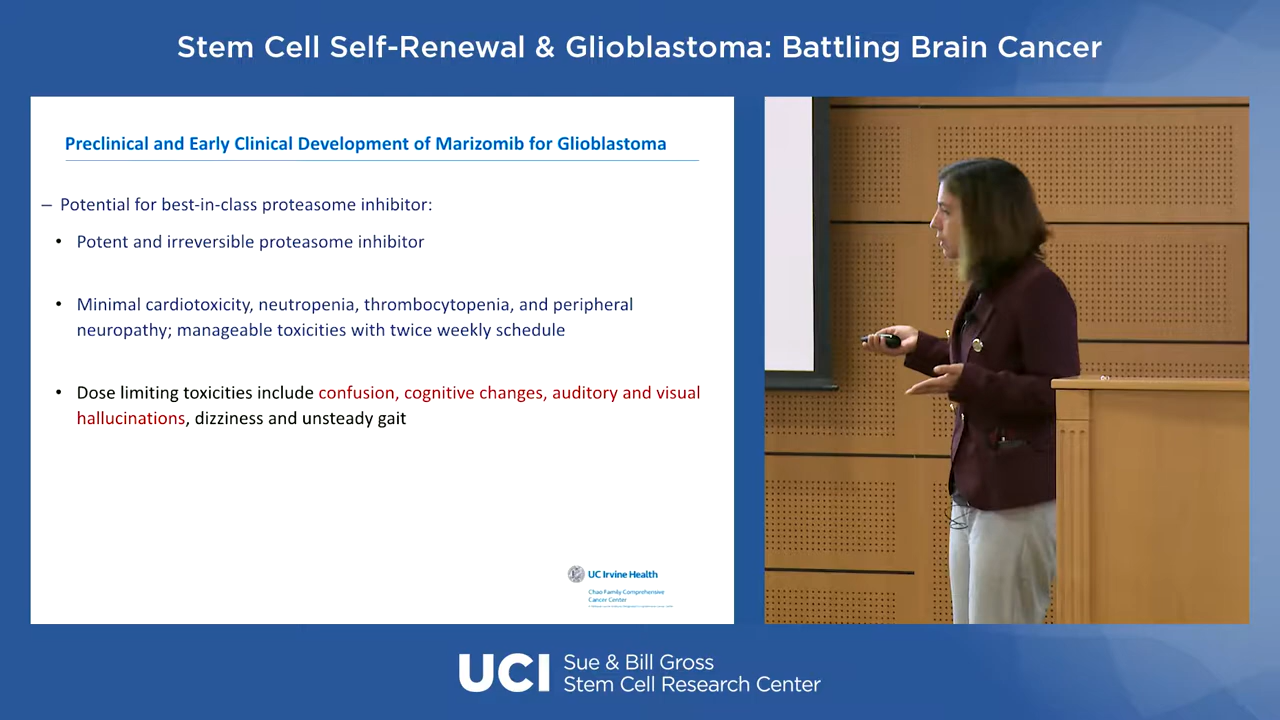 Stem Cell Self-Renewal & Glioblastoma: Battling Brain Cancer
Preclinical and Early Clinical Development of Marizomib for Glioblastoma
– Potential for best-in-class proteasome inhibitor:
• Potent and irreversible proteasome inhibitor
• Minimal cardiotoxicity, neutropenia, thrombocytopenia, and peripheral
neuropathy; manageable toxicities with twice weekly schedule
• Dose limiting toxicities include confusion, cognitive changes, auditory and visual
hallucinations, dizziness and unsteady gait
UC Irvine Health
Chao Family Comprehensive
Cancer Center
UCI
Sue & Bill Gross
Stem Cell Research Center